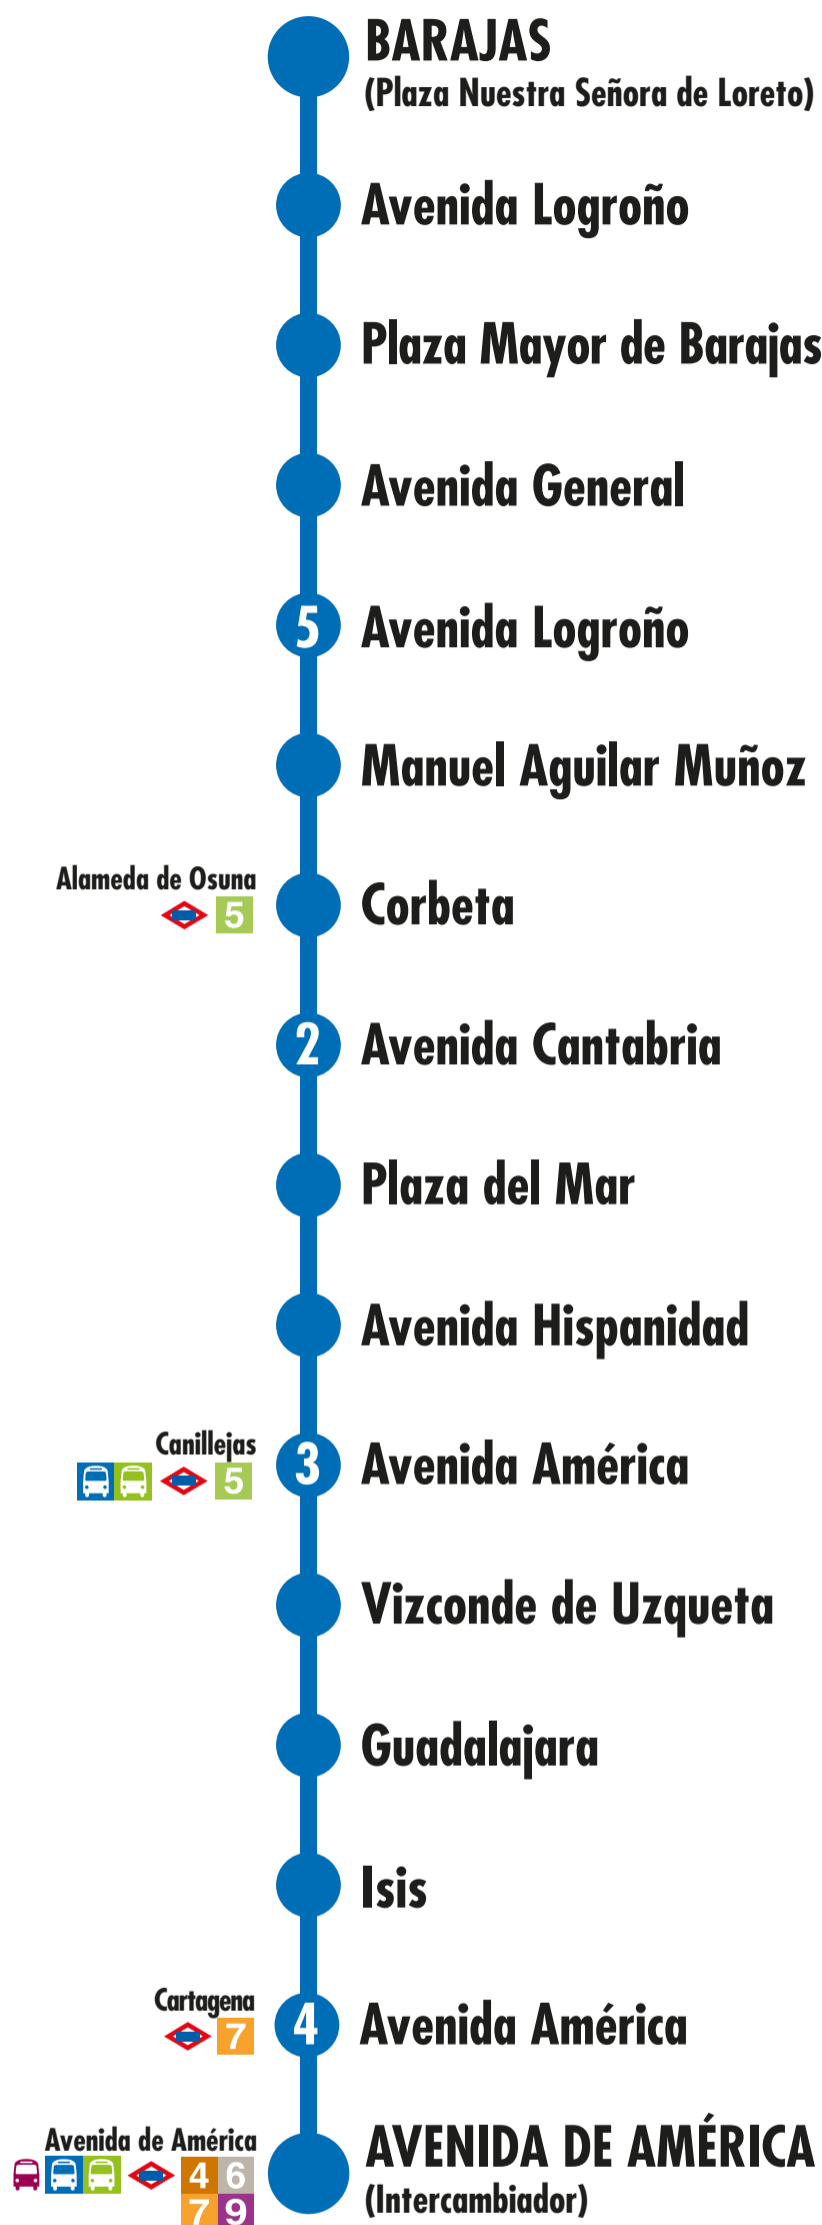 BARAJAS
(Plaza Nuestra Señora de Loreto)
Avenida Logroño
Plaza Mayor de Barajas
Avenida General
5 Avenida Logroño
Manuel Aguilar Muñoz
Alameda de Osuna
5
Corbeta
2 Avenida Cantabria
Plaza del Mar
Avenida Hispanidad
Canillejas
5
3 Avenida América
Vizconde de Uzqueta
Guadalajara
Isis
Cartagena
7
4 Avenida América
Avenida de América
4 6
7 9
AVENIDA DE AMÉRICA
(Intercambiador)